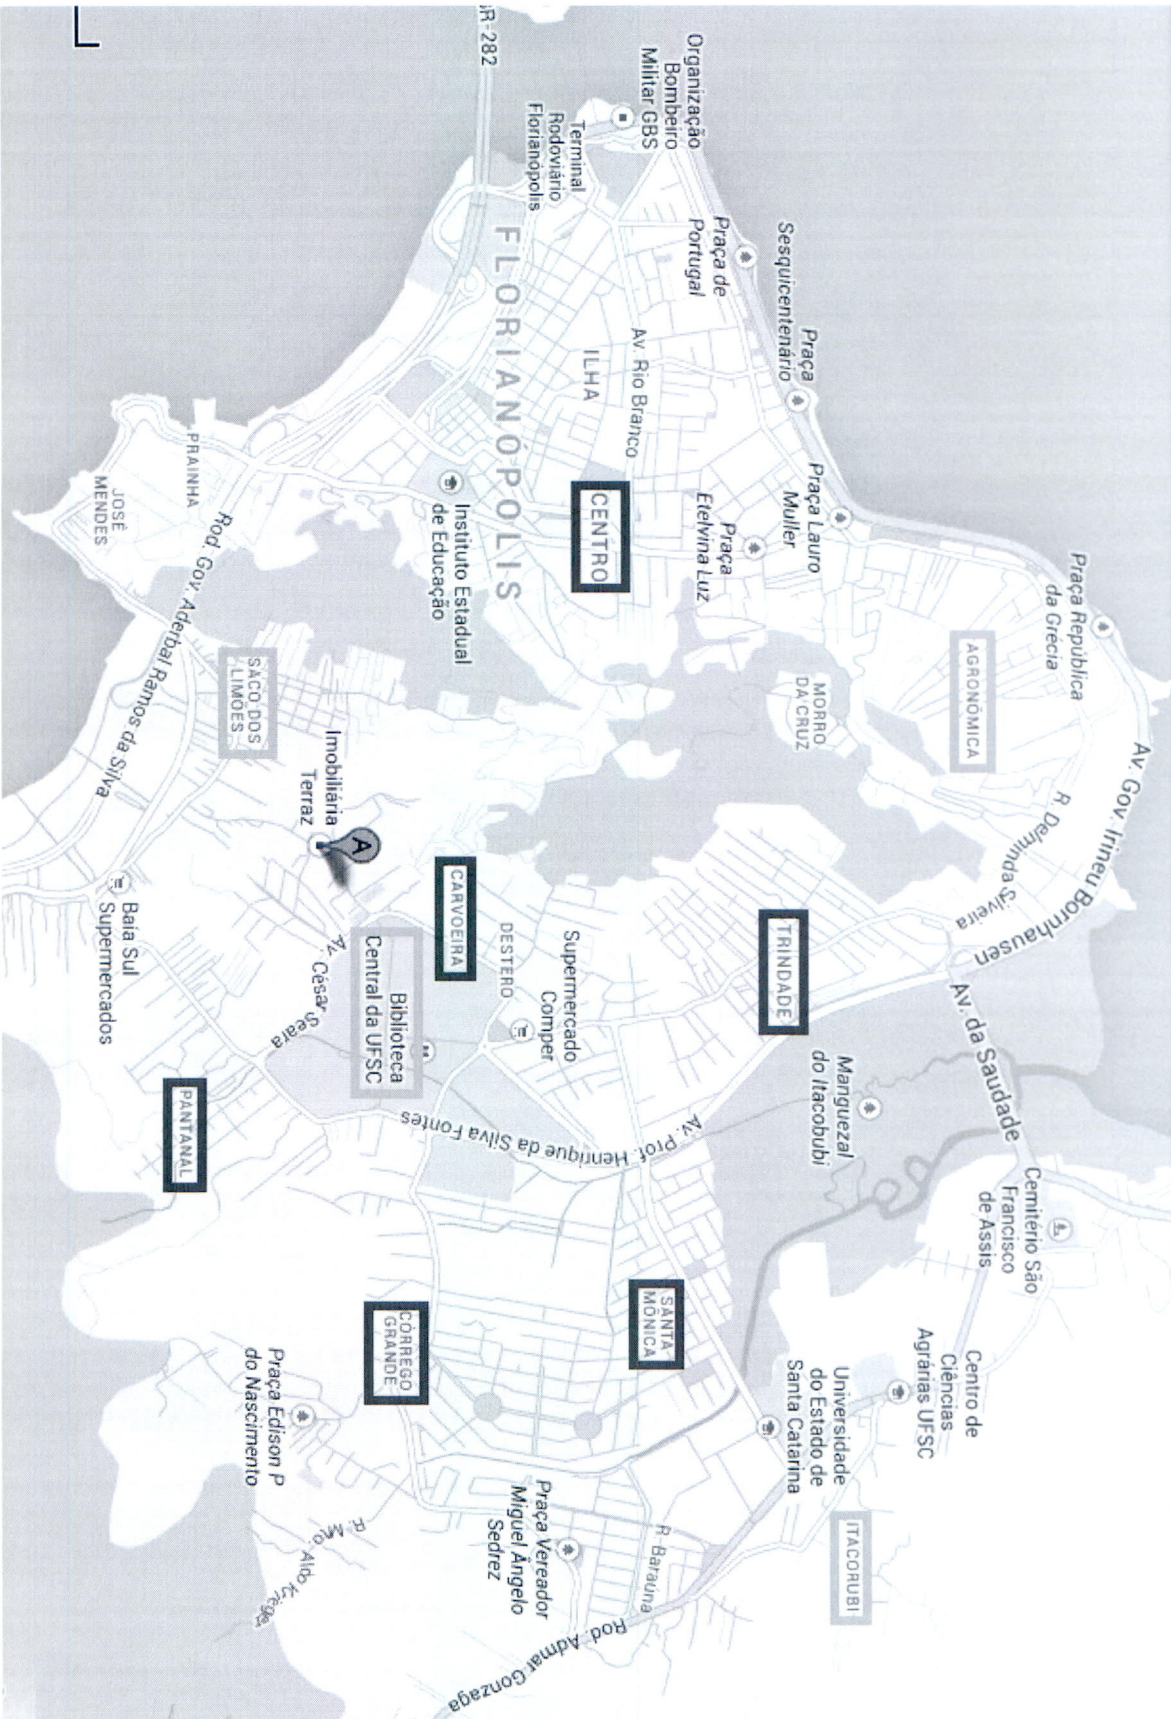 BR-282
Organização
Bombeiro
Militar GBS
Terminal
Rodoviário
Florianópolis
FLORIANÓPOLIS
Praça de
Portugal
Praça
Sesquicentenário
Av. Rio Branco
ILHA
CENTRO
Praça Lauro
Muller
Praça
Etelvina Luz
Instituto Estadual
de Educação
PRAINHA
JOSÉ
MENDES
Rod. Gov. Aderbal Ramos da Silva
Praça República
da Grécia
AGRONÔMICA
MORRO
DA CRUZ
SACO DOS
LIMÕES
Av. Gov. Irineu Bornhausen
R. Delminda Silveira
Imobiliária
Terraz
A
CARVOEIRA
DESTERO
TRINDADE
Supermercado
Comper
Baía Sul
Supermercados
Av. César Seara
Biblioteca
Central da UFSC
Av. da Saudade
Manguezal
do Itacobubi
PANTANAL
Av. Prof. Henrique da Silva Fontes
Cemitério São
Francisco
de Assis
SANTA
MÔNICA
CÓRREGO
GRANDE
Centro de
Ciências
Agrárias UFSC
Universidade
do Estado de
Santa Catarina
Praça Edison P
do Nascimento
Praça Vereador
Miguel Ângelo
Sedrez
R. Mto. Aldo Krieger
R. Baraúna
ITACORUBI
Rod. Admar Gonzaga